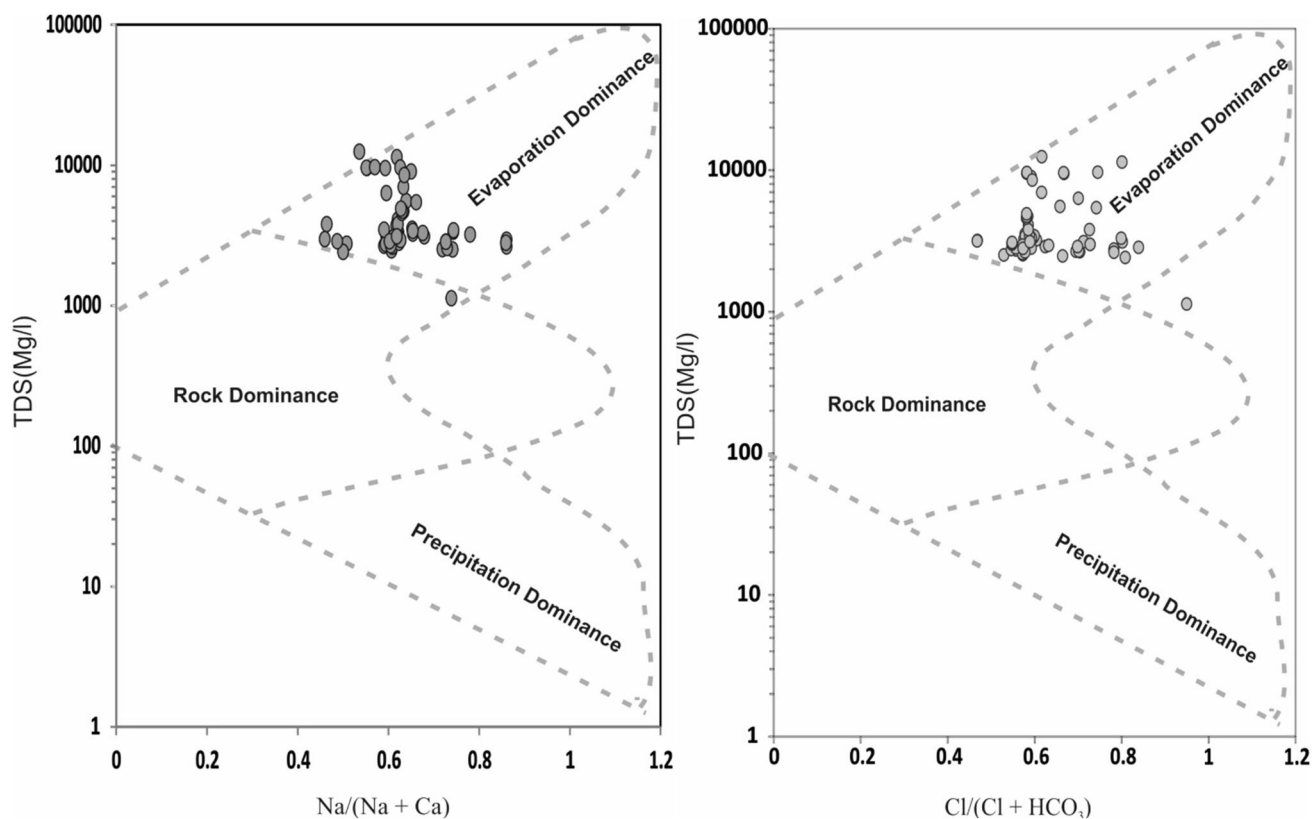 100000
10000
1000
100
10
1
TDS(Mg/l)
Evaporation Dominance
Rock Dominance
Precipitation Dominance
0 0.2 0.4 0.6 0.8 1 1.2
Na/(Na + Ca)
100000
10000
1000
100
10
1
TDS(Mg/l)
Evaporation Dominance
Rock Dominance
Precipitation Dominance
0 0.2 0.4 0.6 0.8 1 1.2
Cl/(Cl + HCO₃)